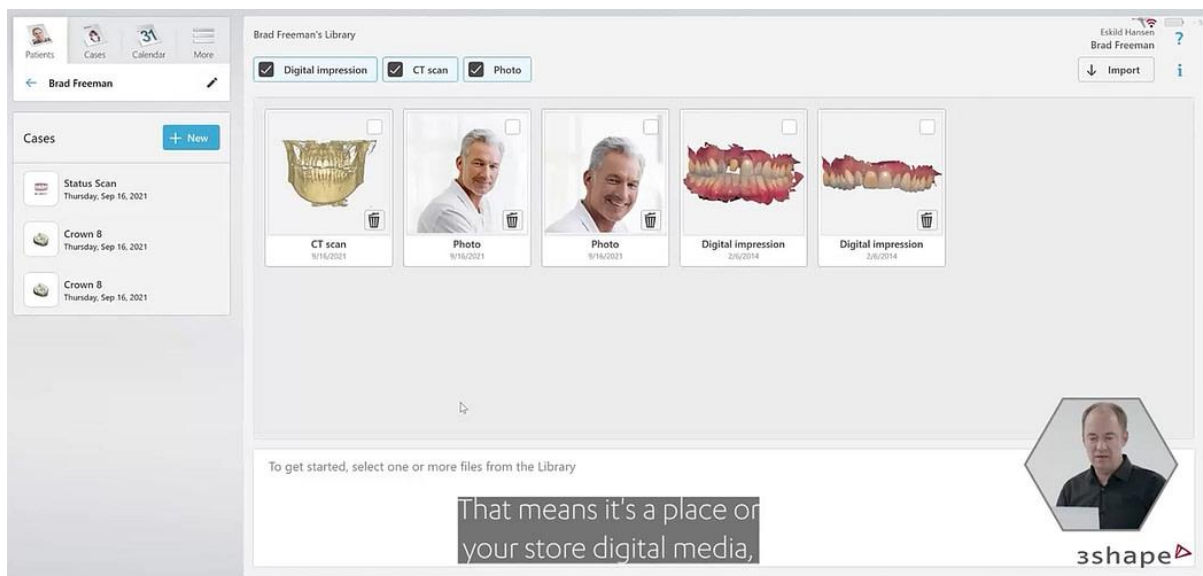 Patients
Cases
31
Calendar
More
Brad Freeman
Cases
+ New
Status Scan
Thursday, Sep 16, 2021
Crown 8
Thursday, Sep 16, 2021
Crown 8
Thursday, Sep 16, 2021
Brad Freeman's Library
Eskild Hansen
Brad Freeman
?
Digital impression
CT scan
Photo
Import
i
CT scan
9/16/2021
Photo
9/16/2021
Photo
9/16/2021
Digital impression
2/6/2014
Digital impression
2/6/2014
To get started, select one or more files from the Library
That means it's a place or
your store digital media,
3shape